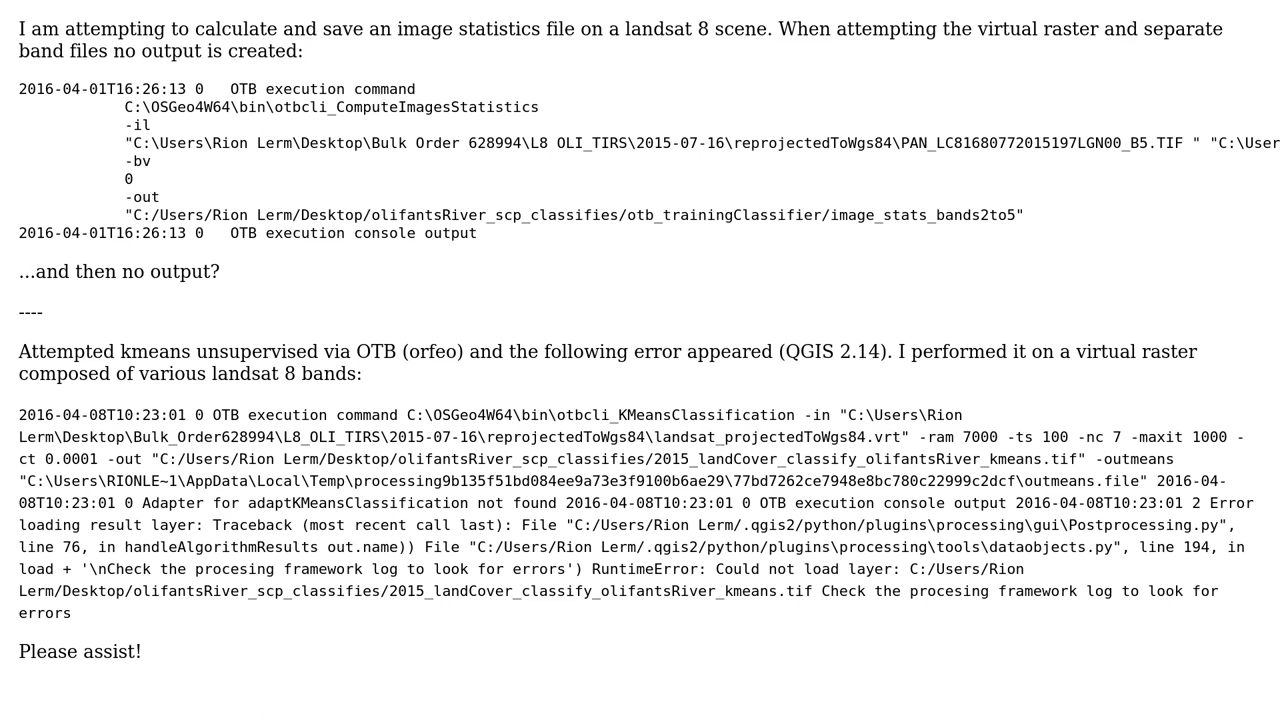 I am attempting to calculate and save an image statistics file on a landsat 8 scene. When attempting the virtual raster and separate
band files no output is created:
2016-04-01T16:26:13 0   OTB execution command
            C:\OSGeo4W64\bin\otbcli_ComputeImagesStatistics
            -il
            "C:\Users\Rion Lerm\Desktop\Bulk Order 628994\L8 OLI_TIRS\2015-07-16\reprojectedToWgs84\PAN_LC81680772015197LGN00_B5.TIF " "C:\User
            -bv
            0
            -out
            "C:/Users/Rion Lerm/Desktop/olifantsRiver_scp_classifies/otb_trainingClassifier/image_stats_bands2to5"
2016-04-01T16:26:13 0   OTB execution console output
...and then no output?
----
Attempted kmeans unsupervised via OTB (orfeo) and the following error appeared (QGIS 2.14). I performed it on a virtual raster
composed of various landsat 8 bands:
2016-04-08T10:23:01 0 OTB execution command C:\OSGeo4W64\bin\otbcli_KMeansClassification -in "C:\Users\Rion
Lerm\Desktop\Bulk_Order628994\L8_OLI_TIRS\2015-07-16\reprojectedToWgs84\landsat_projectedToWgs84.vrt" -ram 7000 -ts 100 -nc 7 -maxit 1000 -
ct 0.0001 -out "C:/Users/Rion Lerm/Desktop/olifantsRiver_scp_classifies/2015_landCover_classify_olifantsRiver_kmeans.tif" -outmeans
"C:\Users\RIONLE~1\AppData\Local\Temp\processing9b135f51bd084ee9a73e3f9100b6ae29\77bd7262ce7948e8bc780c22999c2dcf\outmeans.file" 2016-04-
08T10:23:01 0 Adapter for adaptKMeansClassification not found 2016-04-08T10:23:01 0 OTB execution console output 2016-04-08T10:23:01 2 Error
loading result layer: Traceback (most recent call last): File "C:/Users/Rion Lerm/.qgis2/python/plugins\processing\gui\Postprocessing.py",
line 76, in handleAlgorithmResults out.name)) File "C:/Users/Rion Lerm/.qgis2/python/plugins\processing\tools\dataobjects.py", line 194, in
load + '\nCheck the procesing framework log to look for errors') RuntimeError: Could not load layer: C:/Users/Rion
Lerm/Desktop/olifantsRiver_scp_classifies/2015_landCover_classify_olifantsRiver_kmeans.tif Check the procesing framework log to look for
errors
Please assist!